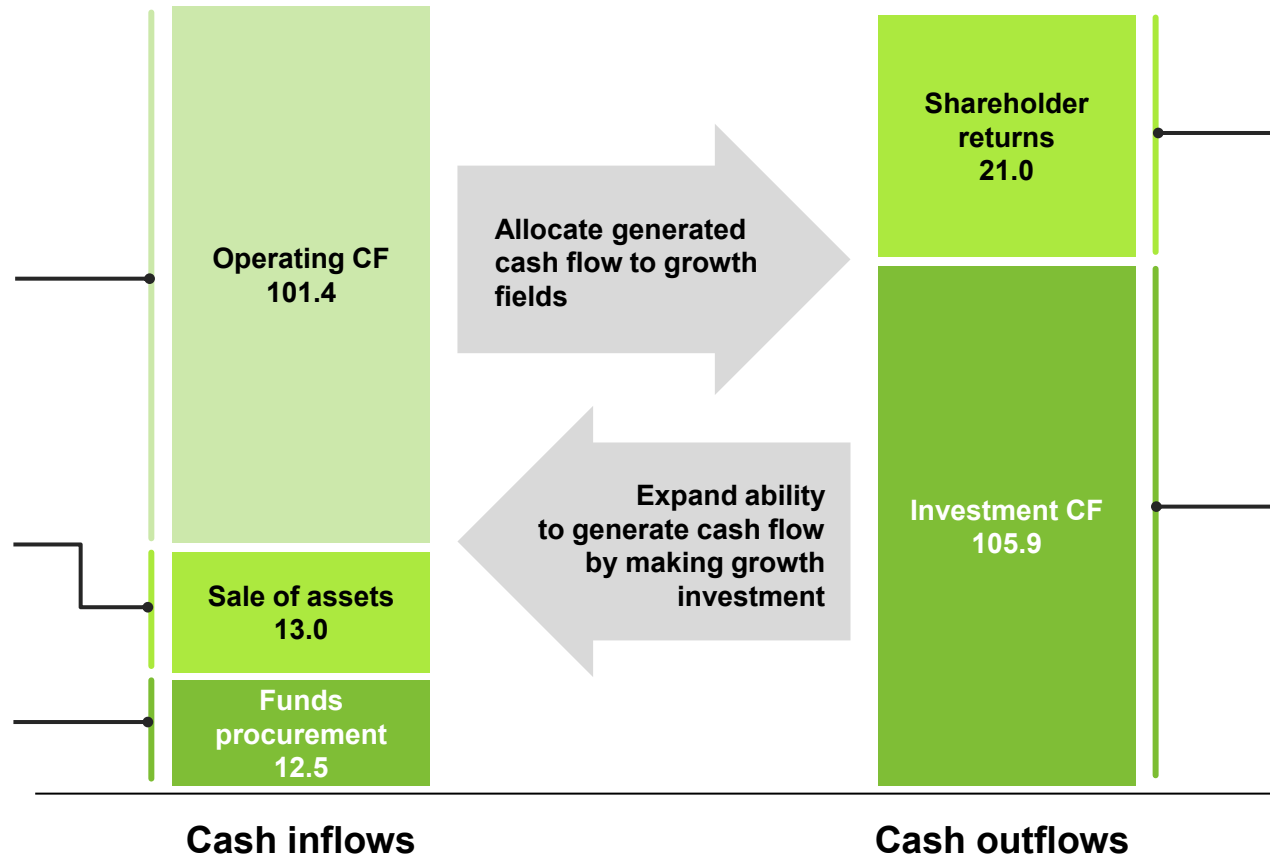 Operating CF
101.4
Sale of assets
13.0
Funds
procurement
12.5
Cash inflows
Allocate generated
cash flow to growth
fields
Expand ability
to generate cash flow
by making growth
investment
Shareholder
returns
21.0
Investment CF
105.9
Cash outflows